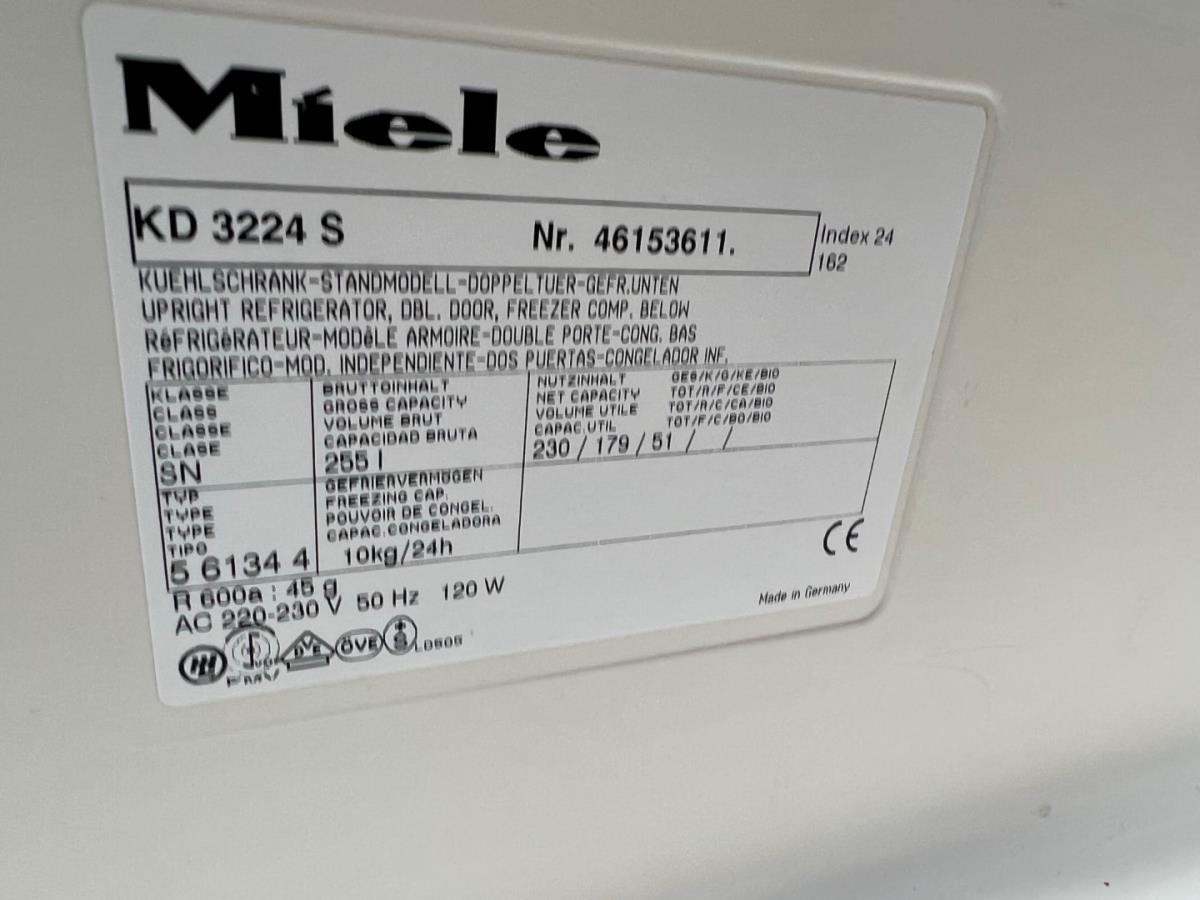 Miele
KD 3224 S Nr. 46153611. Index 24
162
KUEHLSCHRANK-STANDMODELL-DOPPELTUER-GEFR.UNTEN
UPRIGHT REFRIGERATOR, DBL. DOOR, FREEZER COMP. BELOW
RéFRIGéRATEUR-MODèLE ARMOIRE-DOUBLE PORTE-CONG. BAS
FRIGORIFICO-MOD. INDEPENDIENTE-DOS PUERTAS-CONGELADOR INF.
KLASSE BRUTTOINHALT NUTZINHALT GES/K/G/KE/BIO
CLASS GROSS CAPACITY NET CAPACITY TOT/R/F/CE/BIO
CLASSE VOLUME BRUT VOLUME UTILE TOT/R/C/CA/BIO
CLASE CAPACIDAD BRUTA CAPAC.UTIL TOT/F/C/BO/BIO
SN 255 l 230 / 179 / 51 / /
TYP GEFRIERVERMÖGEN
TYPE FREEZING CAP.
TYPE POUVOIR DE CONGEL.
TIPO CAPAC.CONGELADORA
5 6134 4 10kg/24h CE
R 600a : 45 g
AC 220-230 V 50 Hz 120 W Made in Germany
DVE ÖVE S L0505